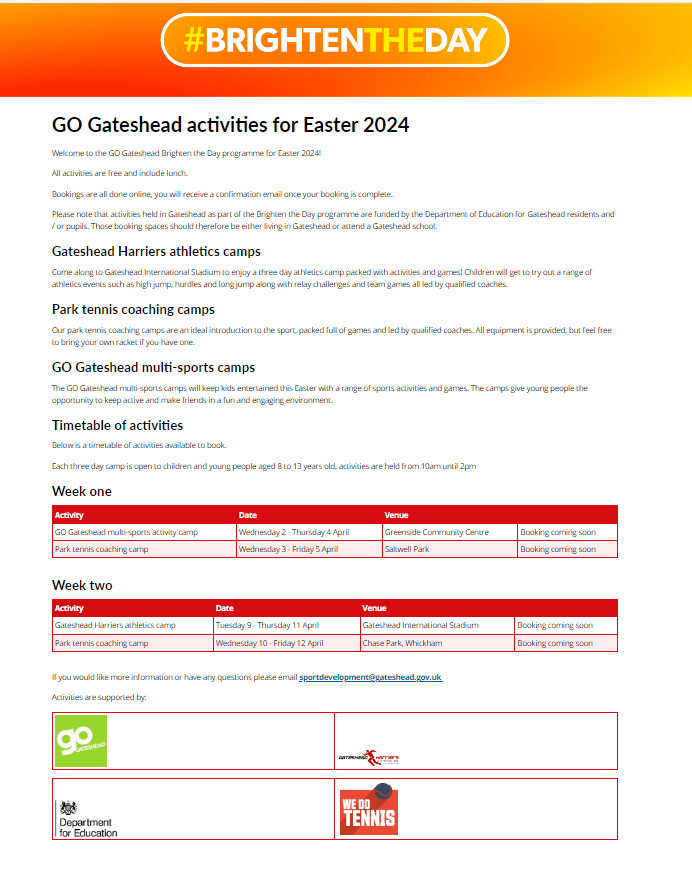 #BRIGHTENTHEDAY
GO Gateshead activities for Easter 2024
Welcome to the GO Gateshead Brighten the Day programme for Easter 2024!
All activities are free and include lunch.
Bookings are all done online, you will receive a confirmation email once your booking is complete.
Please note that activities held in Gateshead as part of the Brighten the Day programme are funded by the Department of Education for Gateshead residents and
/ or pupils. Those booking spaces should therefore be either living in Gateshead or attend a Gateshead school.
Gateshead Harriers athletics camps
Come along to Gateshead International Stadium to enjoy a three day athletics camp packed with activities and games! Children will get to try out a range of
athletics events such as high jump, hurdles and long jump along with relay challenges and team games all led by qualified coaches.
Park tennis coaching camps
Our park tennis coaching camps are an ideal introduction to the sport, packed full of games and led by qualified coaches. All equipment is provided, but feel free
to bring your own racket if you have one.
GO Gateshead multi-sports camps
The GO Gateshead multi-sports camps will keep kids entertained this Easter with a range of sports activities and games. The camps give young people the
opportunity to keep active and make friends in a fun and engaging environment.
Timetable of activities
Below is a timetable of activities available to book.
Each three day camp is open to children and young people aged 8 to 13 years old, activities are held from 10am until 2pm
Week one
Activity Date Venue
GO Gateshead multi-sports activity camp Wednesday 2 - Thursday 4 April Greenside Community Centre Booking coming soon
Park tennis coaching camp Wednesday 3 - Friday 5 April Saltwell Park Booking coming soon
Week two
Activity Date Venue
Gateshead Harriers athletics camp Tuesday 9 - Thursday 11 April Gateshead International Stadium Booking coming soon
Park tennis coaching camp Wednesday 10 - Friday 12 April Chase Park, Whickham Booking coming soon
If you would like more information or have any questions please email sportdevelopment@gateshead.gov.uk
Activities are supported by:
go
GATESHEAD
GATESHEAD HARRIERS
Department
for Education
WE DO
TENNIS